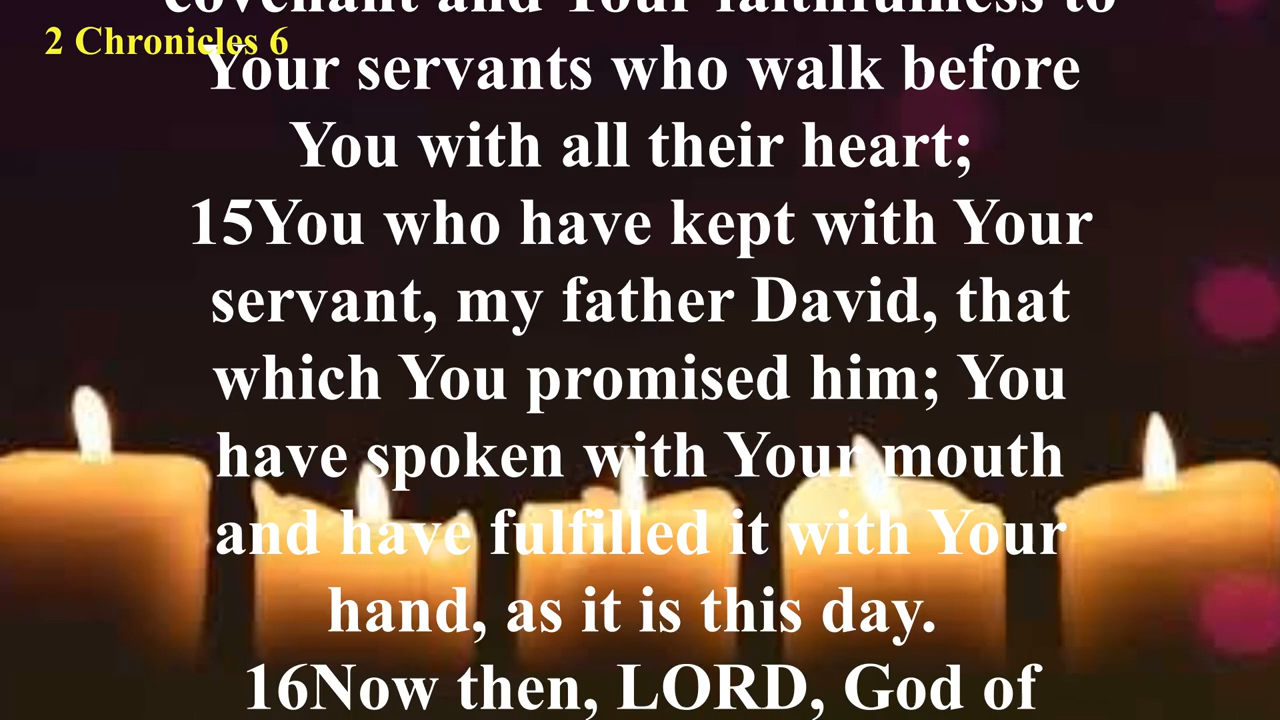 covenant and Your faithfulness to
2 Chronicles 6
Your servants who walk before
You with all their heart;
15You who have kept with Your
servant, my father David, that
which You promised him; You
have spoken with Your mouth
and have fulfilled it with Your
hand, as it is this day.
16Now then, LORD, God of